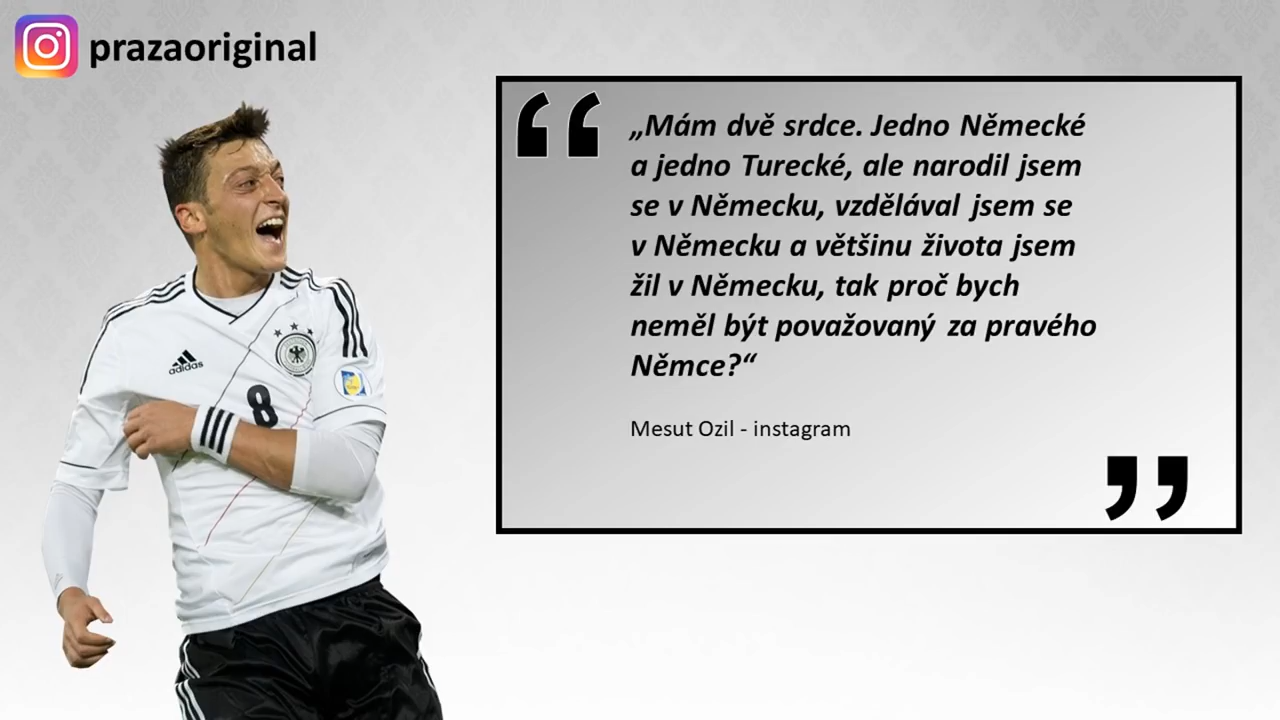 prazaoriginal
„Mám dvě srdce. Jedno Německé
a jedno Turecké, ale narodil jsem
se v Německu, vzdělával jsem se
v Německu a většinu života jsem
žil v Německu, tak proč bych
neměl být považovaný za pravého
Němce?“
Mesut Ozil - instagram
adidas
8